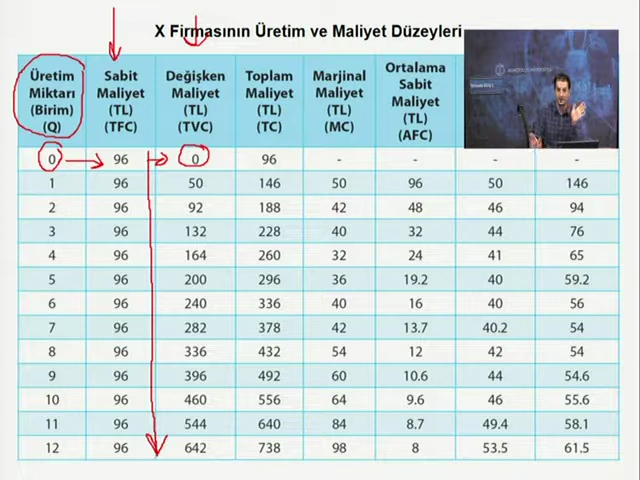 X Firmasının Üretim ve Maliyet Düzeyleri
Üretim Miktarı (Birim) (Q) Sabit Maliyet (TL) (TFC) Değişken Maliyet (TL) (TVC) Toplam Maliyet (TL) (TC) Marjinal Maliyet (TL) (MC) Ortalama Sabit Maliyet (TL) (AFC)
0 96 0 96 - - - -
1 96 50 146 50 96 50 146
2 96 92 188 42 48 46 94
3 96 132 228 40 32 44 76
4 96 164 260 32 24 41 65
5 96 200 296 36 19.2 40 59.2
6 96 240 336 40 16 40 56
7 96 282 378 42 13.7 40.2 54
8 96 336 432 54 12 42 54
9 96 396 492 60 10.6 44 54.6
10 96 460 556 64 9.6 46 55.6
11 96 544 640 84 8.7 49.4 58.1
12 96 642 738 98 8 53.5 61.5